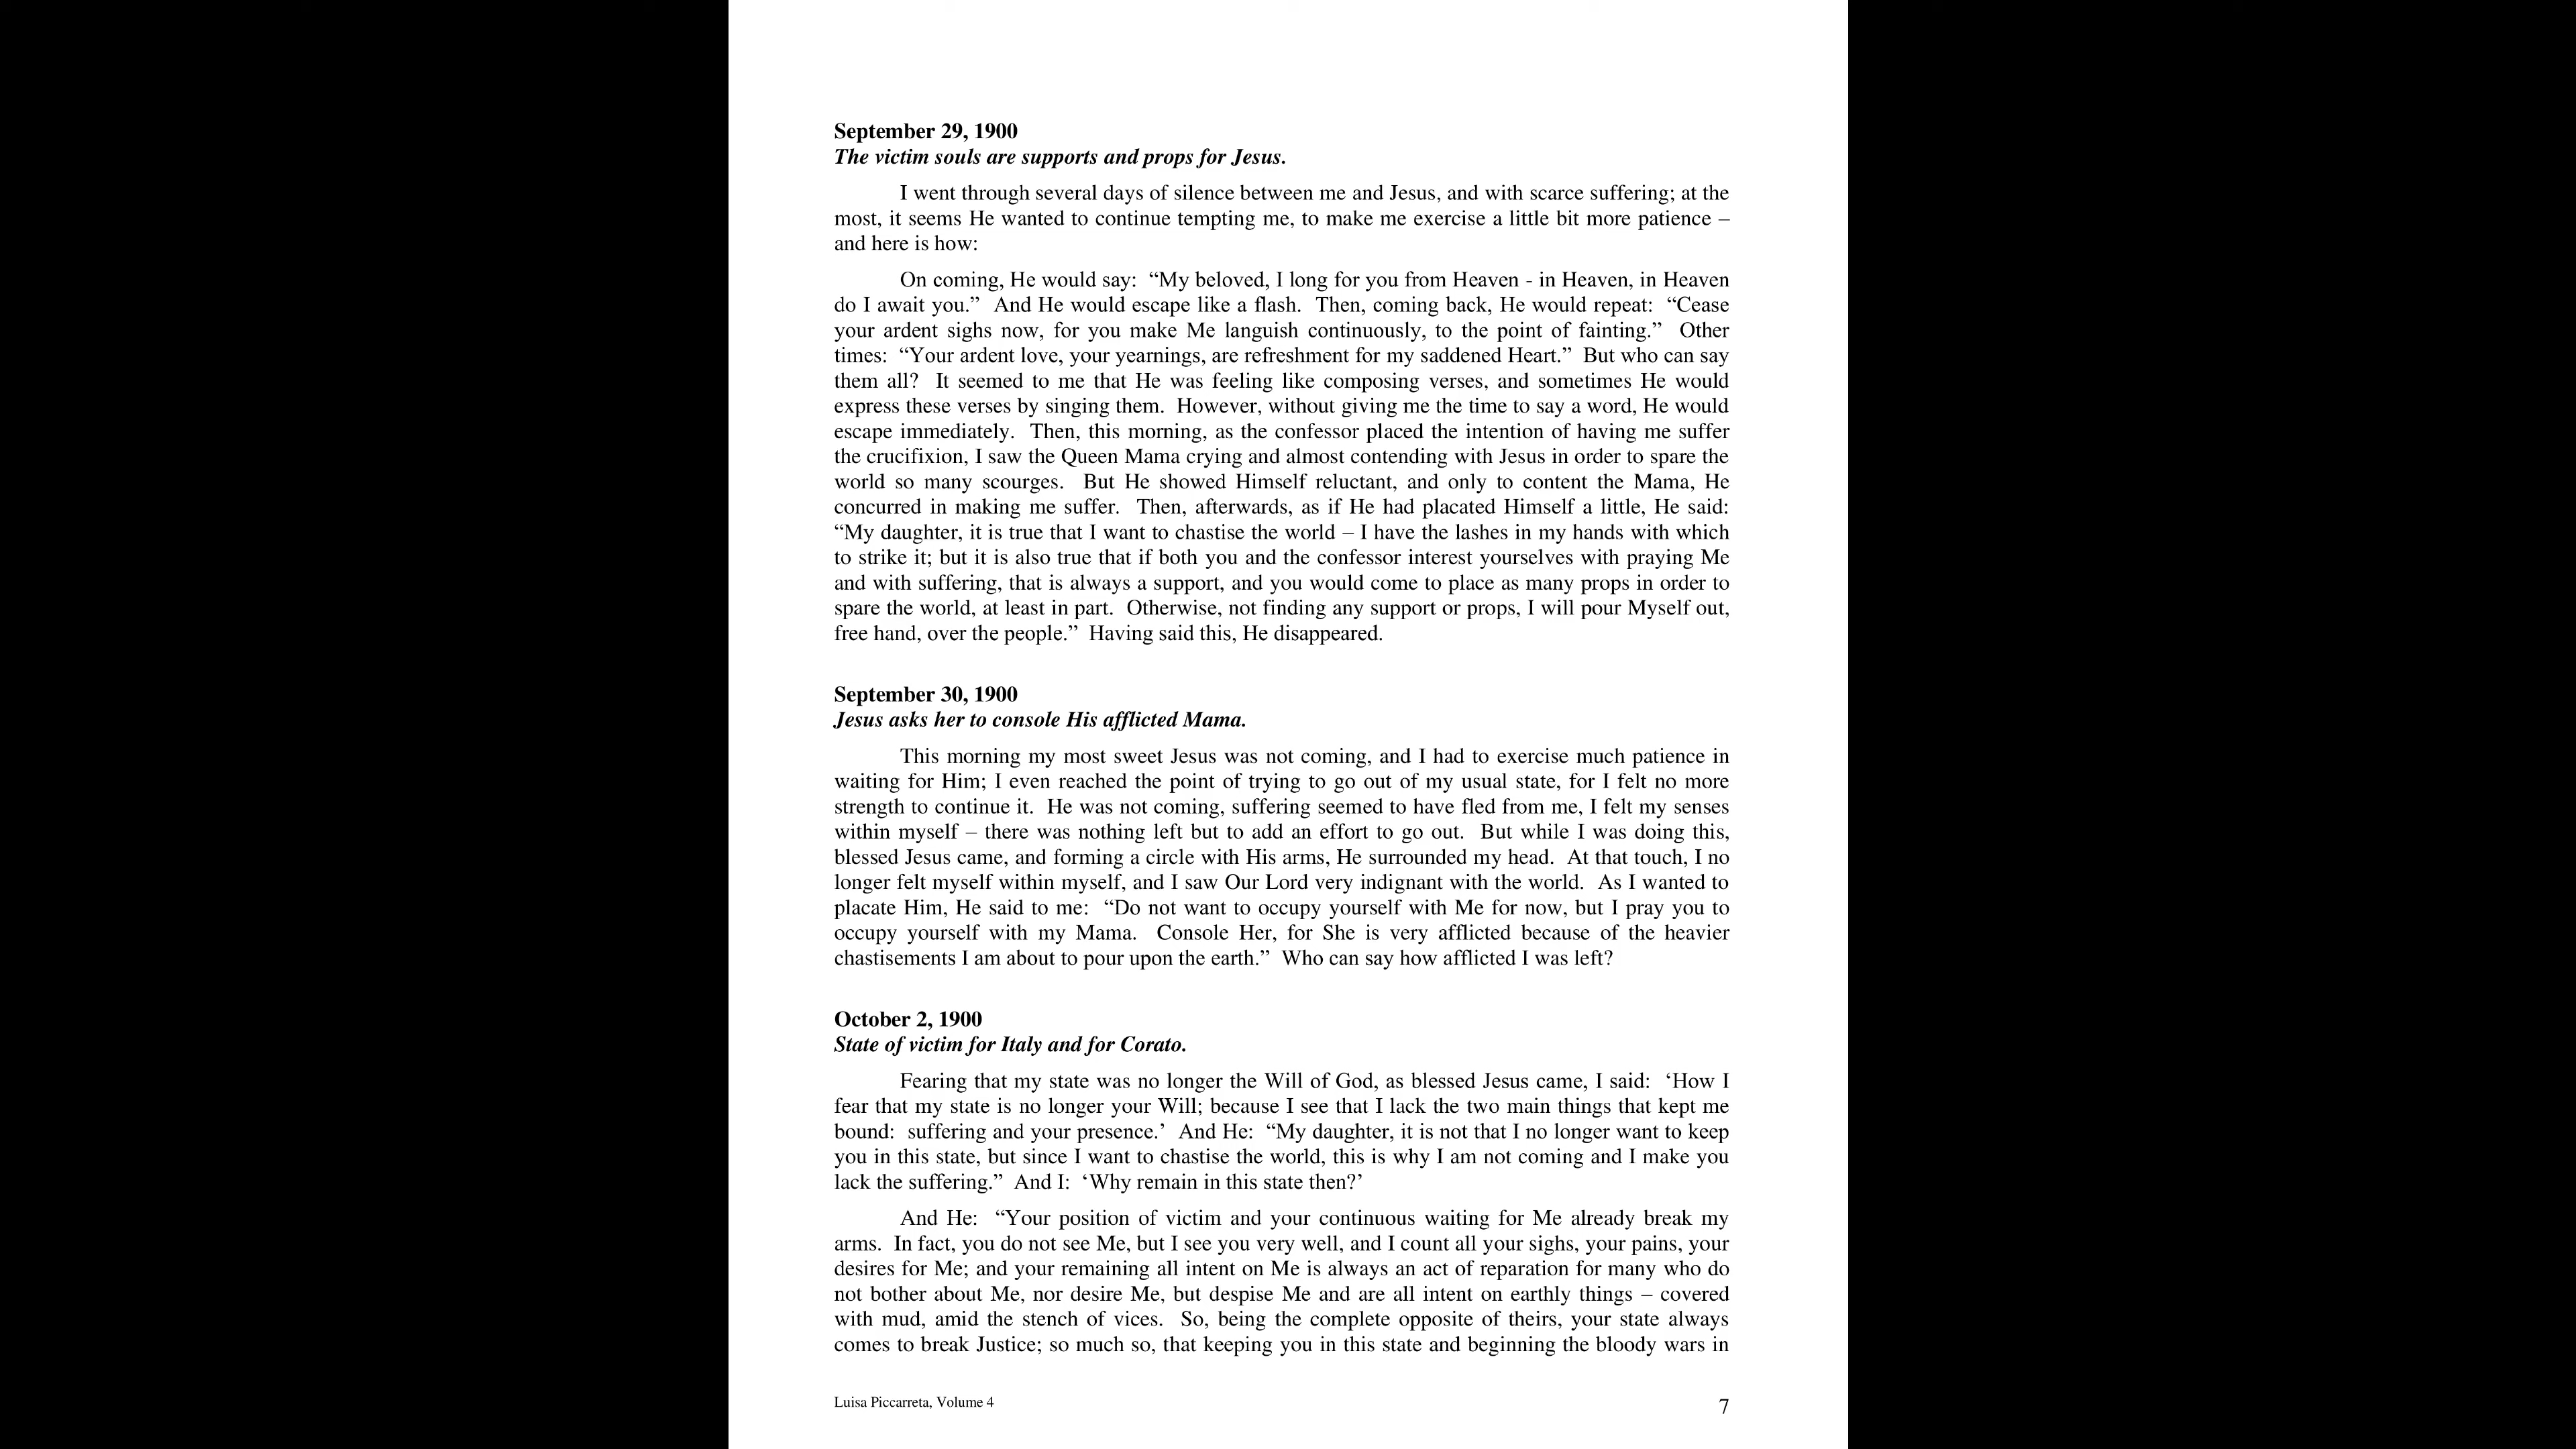 September 29, 1900
The victim souls are supports and props for Jesus.
I went through several days of silence between me and Jesus, and with scarce suffering; at the
most, it seems He wanted to continue tempting me, to make me exercise a little bit more patience –
and here is how:
On coming, He would say: “My beloved, I long for you from Heaven - in Heaven, in Heaven
do I await you.” And He would escape like a flash. Then, coming back, He would repeat: “Cease
your ardent sighs now, for you make Me languish continuously, to the point of fainting.” Other
times: “Your ardent love, your yearnings, are refreshment for my saddened Heart.” But who can say
them all? It seemed to me that He was feeling like composing verses, and sometimes He would
express these verses by singing them. However, without giving me the time to say a word, He would
escape immediately. Then, this morning, as the confessor placed the intention of having me suffer
the crucifixion, I saw the Queen Mama crying and almost contending with Jesus in order to spare the
world so many scourges. But He showed Himself reluctant, and only to content the Mama, He
concurred in making me suffer. Then, afterwards, as if He had placated Himself a little, He said:
“My daughter, it is true that I want to chastise the world – I have the lashes in my hands with which
to strike it; but it is also true that if both you and the confessor interest yourselves with praying Me
and with suffering, that is always a support, and you would come to place as many props in order to
spare the world, at least in part. Otherwise, not finding any support or props, I will pour Myself out,
free hand, over the people.” Having said this, He disappeared.
September 30, 1900
Jesus asks her to console His afflicted Mama.
This morning my most sweet Jesus was not coming, and I had to exercise much patience in
waiting for Him; I even reached the point of trying to go out of my usual state, for I felt no more
strength to continue it. He was not coming, suffering seemed to have fled from me, I felt my senses
within myself – there was nothing left but to add an effort to go out. But while I was doing this,
blessed Jesus came, and forming a circle with His arms, He surrounded my head. At that touch, I no
longer felt myself within myself, and I saw Our Lord very indignant with the world. As I wanted to
placate Him, He said to me: “Do not want to occupy yourself with Me for now, but I pray you to
occupy yourself with my Mama. Console Her, for She is very afflicted because of the heavier
chastisements I am about to pour upon the earth.” Who can say how afflicted I was left?
October 2, 1900
State of victim for Italy and for Corato.
Fearing that my state was no longer the Will of God, as blessed Jesus came, I said: ‘How I
fear that my state is no longer your Will; because I see that I lack the two main things that kept me
bound: suffering and your presence.’ And He: “My daughter, it is not that I no longer want to keep
you in this state, but since I want to chastise the world, this is why I am not coming and I make you
lack the suffering.” And I: ‘Why remain in this state then?’
And He: “Your position of victim and your continuous waiting for Me already break my
arms. In fact, you do not see Me, but I see you very well, and I count all your sighs, your pains, your
desires for Me; and your remaining all intent on Me is always an act of reparation for many who do
not bother about Me, nor desire Me, but despise Me and are all intent on earthly things – covered
with mud, amid the stench of vices. So, being the complete opposite of theirs, your state always
comes to break Justice; so much so, that keeping you in this state and beginning the bloody wars in
Luisa Piccarreta, Volume 4
7